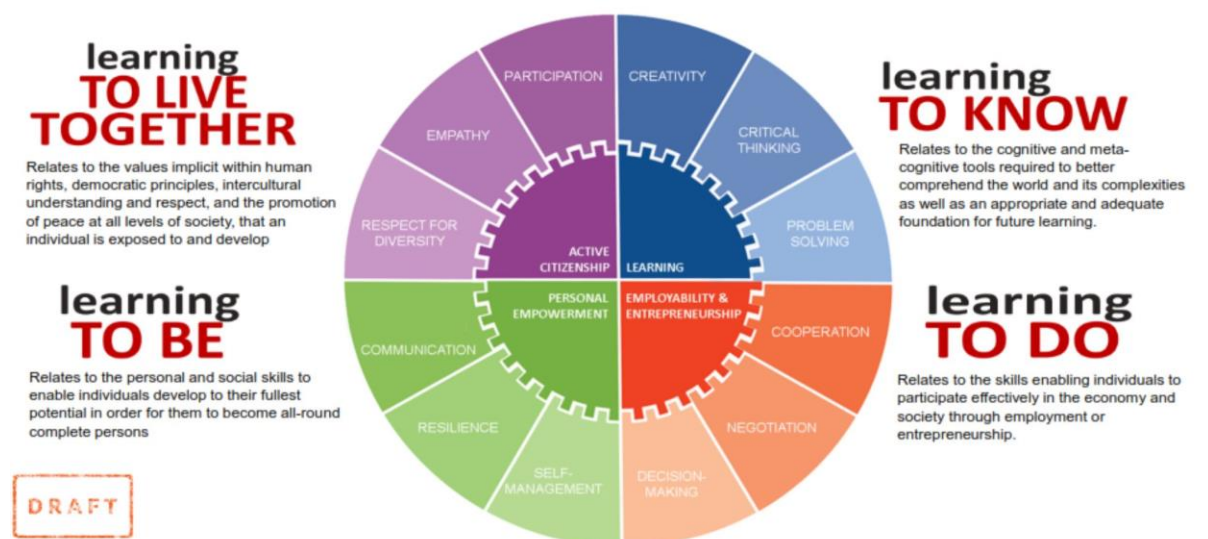 learning
TO LIVE
TOGETHER
Relates to the values implicit within human
rights, democratic principles, intercultural
understanding and respect, and the promotion
of peace at all levels of society, that an
individual is exposed to and develop
learning
TO BE
Relates to the personal and social skills to
enable individuals develop to their fullest
potential in order for them to become all-round
complete persons
DRAFT
PARTICIPATION
EMPATHY
RESPECT FOR
DIVERSITY
ACTIVE
CITIZENSHIP
CREATIVITY
CRITICAL
THINKING
PROBLEM
SOLVING
LEARNING
PERSONAL
EMPOWERMENT
COMMUNICATION
RESILIENCE
SELF-
MANAGEMENT
EMPLOYABILITY &
ENTREPRENEURSHIP
COOPERATION
NEGOTIATION
DECISION-
MAKING
learning
TO KNOW
Relates to the cognitive and meta-
cognitive tools required to better
comprehend the world and its complexities
as well as an appropriate and adequate
foundation for future learning.
learning
TO DO
Relates to the skills enabling individuals to
participate effectively in the economy and
society through employment or
entrepreneurship.